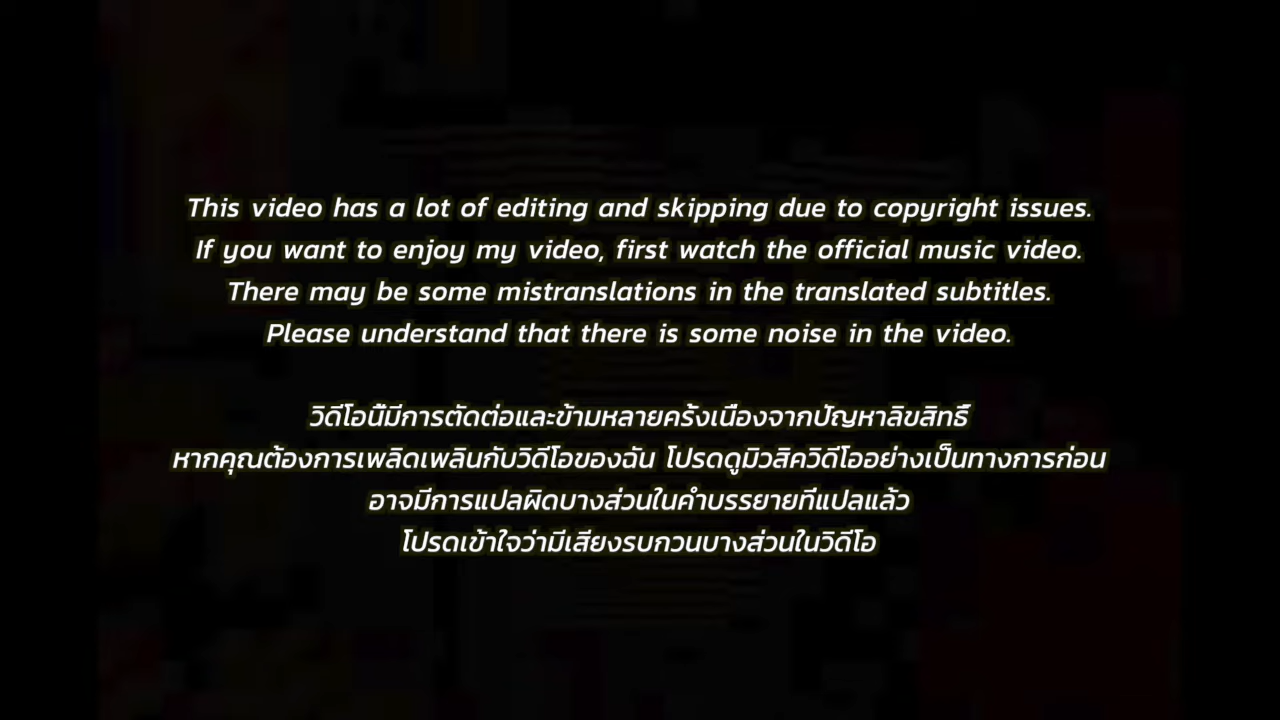 This video has a lot of editing and skipping due to copyright issues.
If you want to enjoy my video, first watch the official music video.
There may be some mistranslations in the translated subtitles.
Please understand that there is some noise in the video.
วิดีโอนี้มีการตัดต่อและข้ามหลายครั้งเนื่องจากปัญหาลิขสิทธิ์
หากคุณต้องการเพลิดเพลินกับวิดีโอของฉัน โปรดดูมิวสิควิดีโออย่างเป็นทางการก่อน
อาจมีการแปลผิดบางส่วนในคำบรรยายที่แปลแล้ว
โปรดเข้าใจว่ามีเสียงรบกวนบางส่วนในวิดีโอ